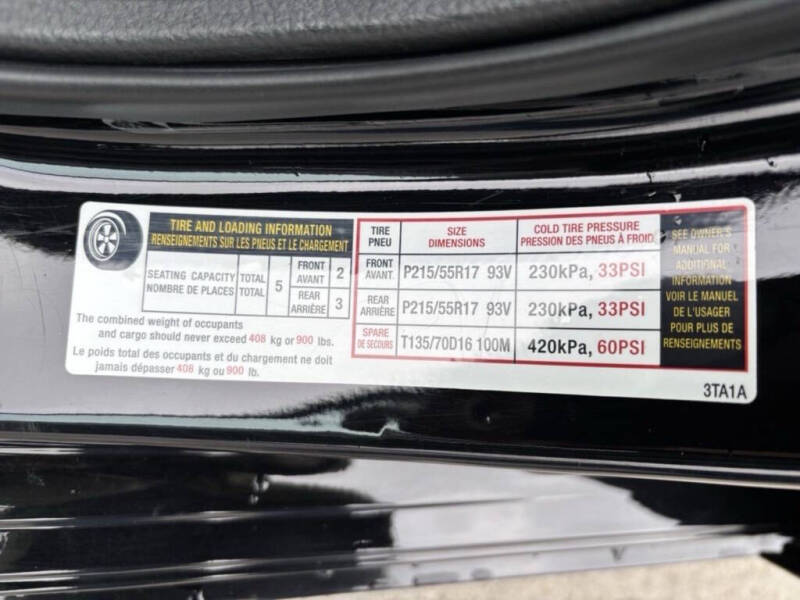 TIRE AND LOADING INFORMATION
RENSEIGNEMENTS SUR LES PNEUS ET LE CHARGEMENT
SEATING CAPACITY
NOMBRE DE PLACES
TOTAL
TOTAL
5
FRONT
AVANT
2
REAR
ARRIÈRE
3
The combined weight of occupants
and cargo should never exceed 408 kg or 900 lbs.
Le poids total des occupants et du chargement ne doit
jamais dépasser 408 kg ou 900 lb.
TIRE
PNEU
SIZE
DIMENSIONS
COLD TIRE PRESSURE
PRESSION DES PNEUS À FROID
FRONT
AVANT
P215/55R17 93V
230kPa, 33PSI
REAR
ARRIÈRE
P215/55R17 93V
230kPa, 33PSI
SPARE
DE SECOURS
T135/70D16 100M
420kPa, 60PSI
SEE OWNER'S
MANUAL FOR
ADDITIONAL
INFORMATION
VOIR LE MANUEL
DE L'USAGER
POUR PLUS DE
RENSEIGNEMENTS
3TA1A